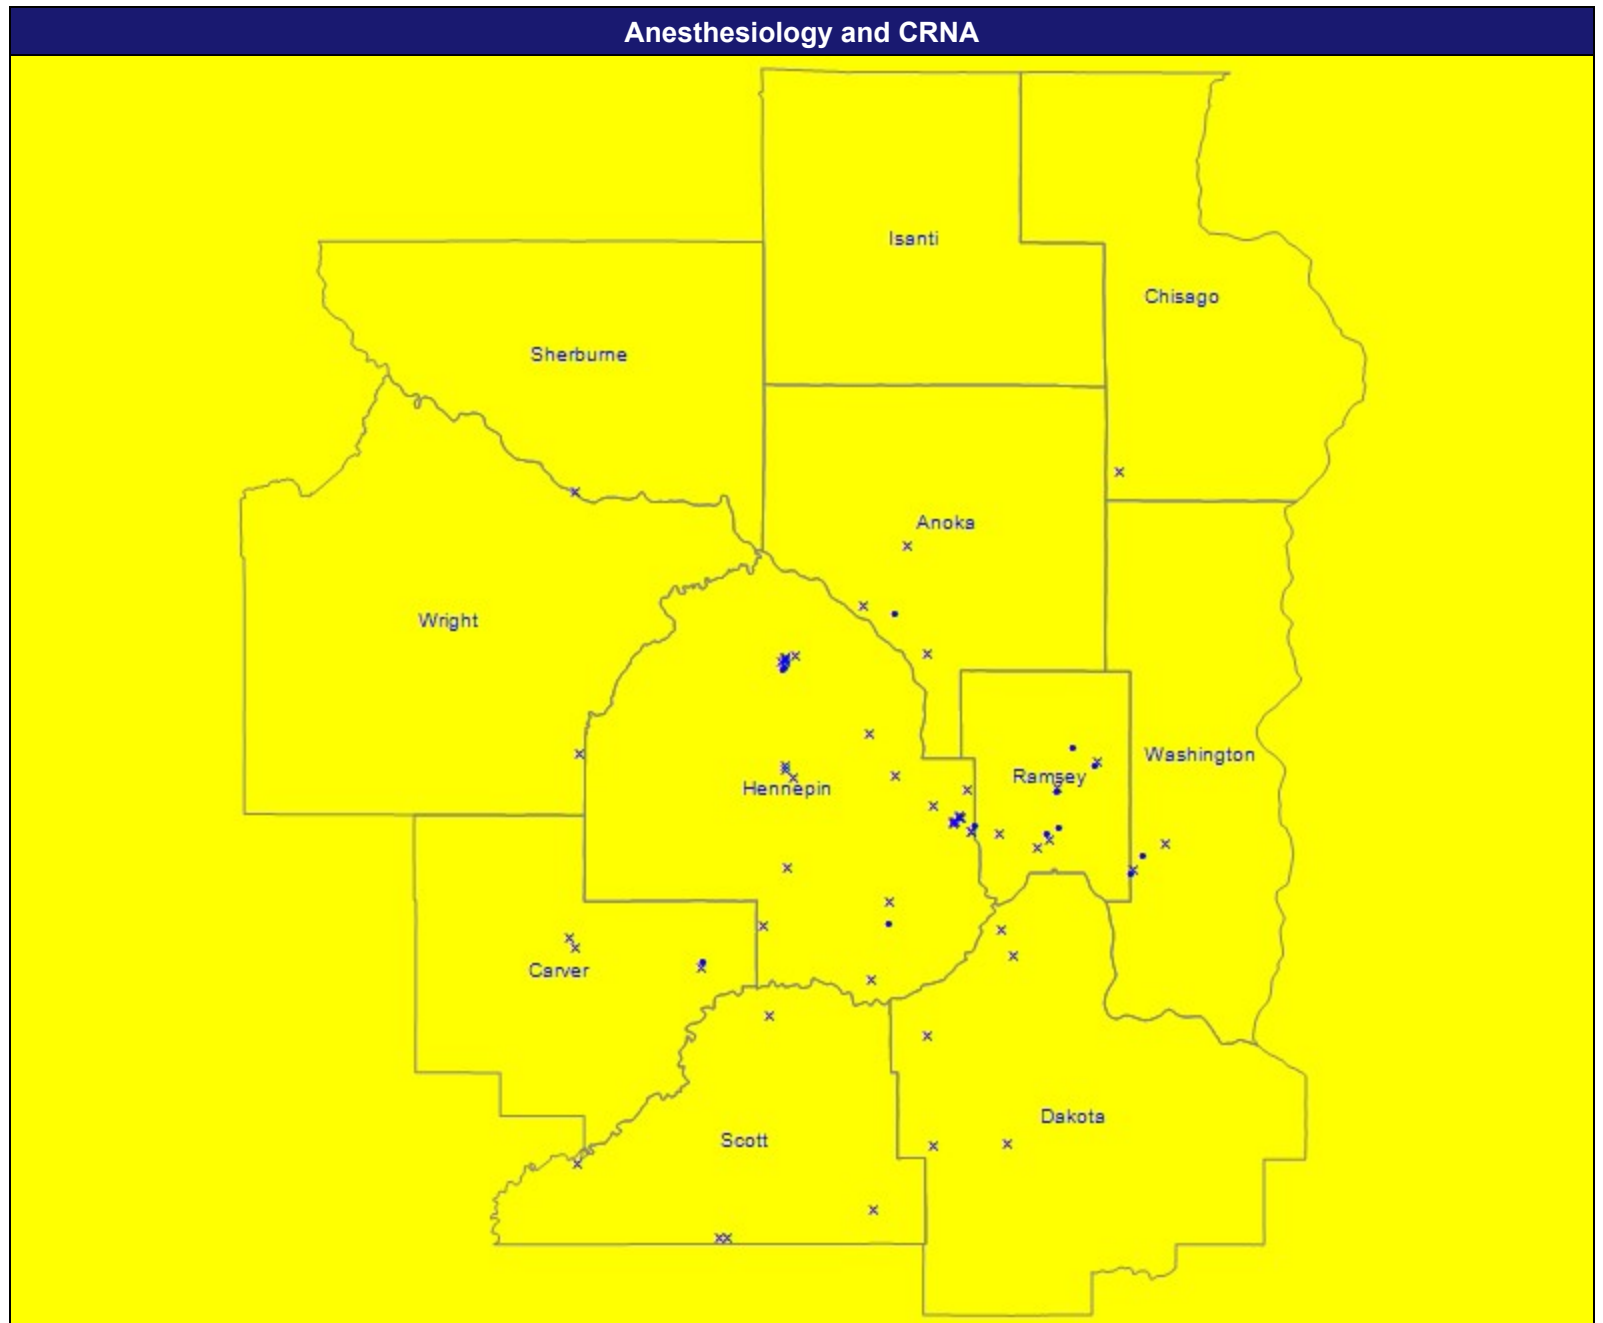 Anesthesiology and CRNA
Isanti
Chisago
Sherburne
Anoka
Wright
Washington
Ramsey
Hennepin
Carver
Dakota
Scott